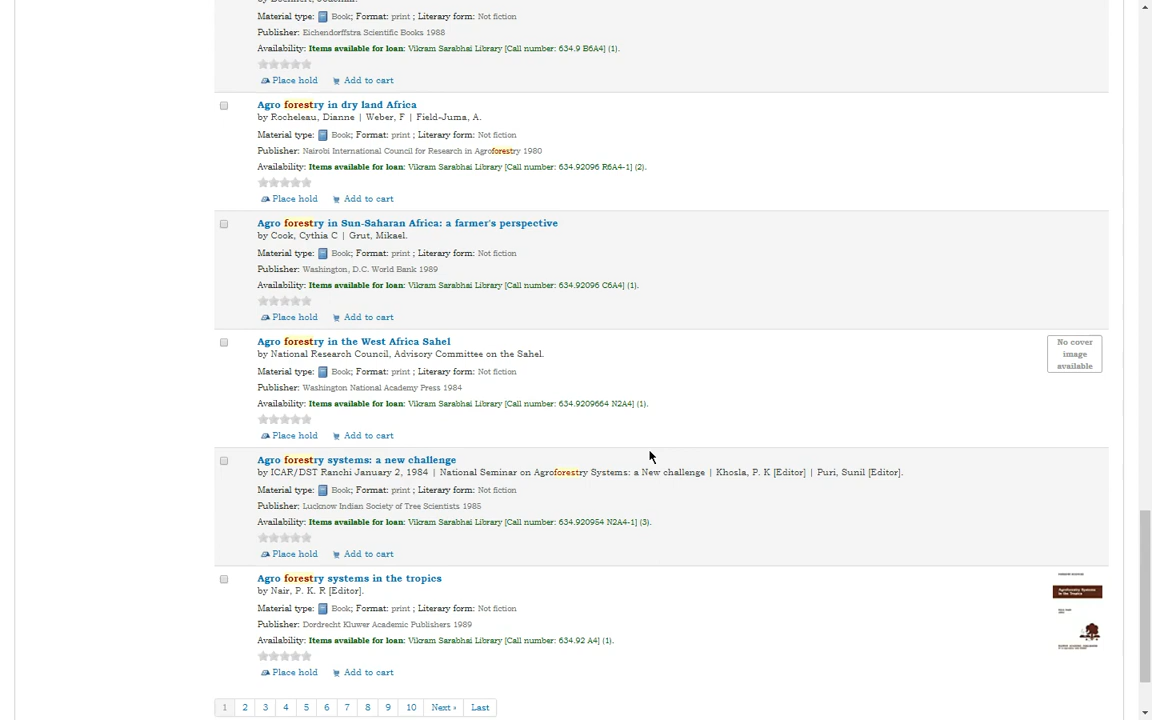 Material type: Book; Format: print ; Literary form: Not fiction
Publisher: Eichendorffstra Scientific Books 1988
Availability: Items available for loan: Vikram Sarabhai Library [Call number: 634.9 B6A4] (1).
Place hold Add to cart
Agro forestry in dry land Africa
by Rocheleau, Dianne | Weber, F | Field-Juma, A.
Material type: Book; Format: print ; Literary form: Not fiction
Publisher: Nairobi International Council for Research in Agroforestry 1980
Availability: Items available for loan: Vikram Sarabhai Library [Call number: 634.92096 R6A4-1] (2).
Place hold Add to cart
Agro forestry in Sun-Saharan Africa: a farmer's perspective
by Cook, Cythia C | Grut, Mikael.
Material type: Book; Format: print ; Literary form: Not fiction
Publisher: Washington, D.C. World Bank 1989
Availability: Items available for loan: Vikram Sarabhai Library [Call number: 634.92096 C6A4] (1).
Place hold Add to cart
Agro forestry in the West Africa Sahel
by National Research Council, Advisory Committee on the Sahel.
Material type: Book; Format: print ; Literary form: Not fiction
Publisher: Washington National Academy Press 1984
Availability: Items available for loan: Vikram Sarabhai Library [Call number: 634.9209664 N2A4] (1).
Place hold Add to cart
No cover
image
available
Agro forestry systems: a new challenge
by ICAR/DST Ranchi January 2, 1984 | National Seminar on Agroforestry Systems: a New challenge | Khosla, P. K [Editor] | Puri, Sunil [Editor].
Material type: Book; Format: print ; Literary form: Not fiction
Publisher: Lucknow Indian Society of Tree Scientists 1985
Availability: Items available for loan: Vikram Sarabhai Library [Call number: 634.920954 N2A4-1] (3).
Place hold Add to cart
Agro forestry systems in the tropics
by Nair, P. K. R [Editor].
Material type: Book; Format: print ; Literary form: Not fiction
Publisher: Dordrecht Kluwer Academic Publishers 1989
Availability: Items available for loan: Vikram Sarabhai Library [Call number: 634.92 A4] (1).
Place hold Add to cart
Agroforestry Systems
in the Tropics
1 2 3 4 5 6 7 8 9 10 Next › Last